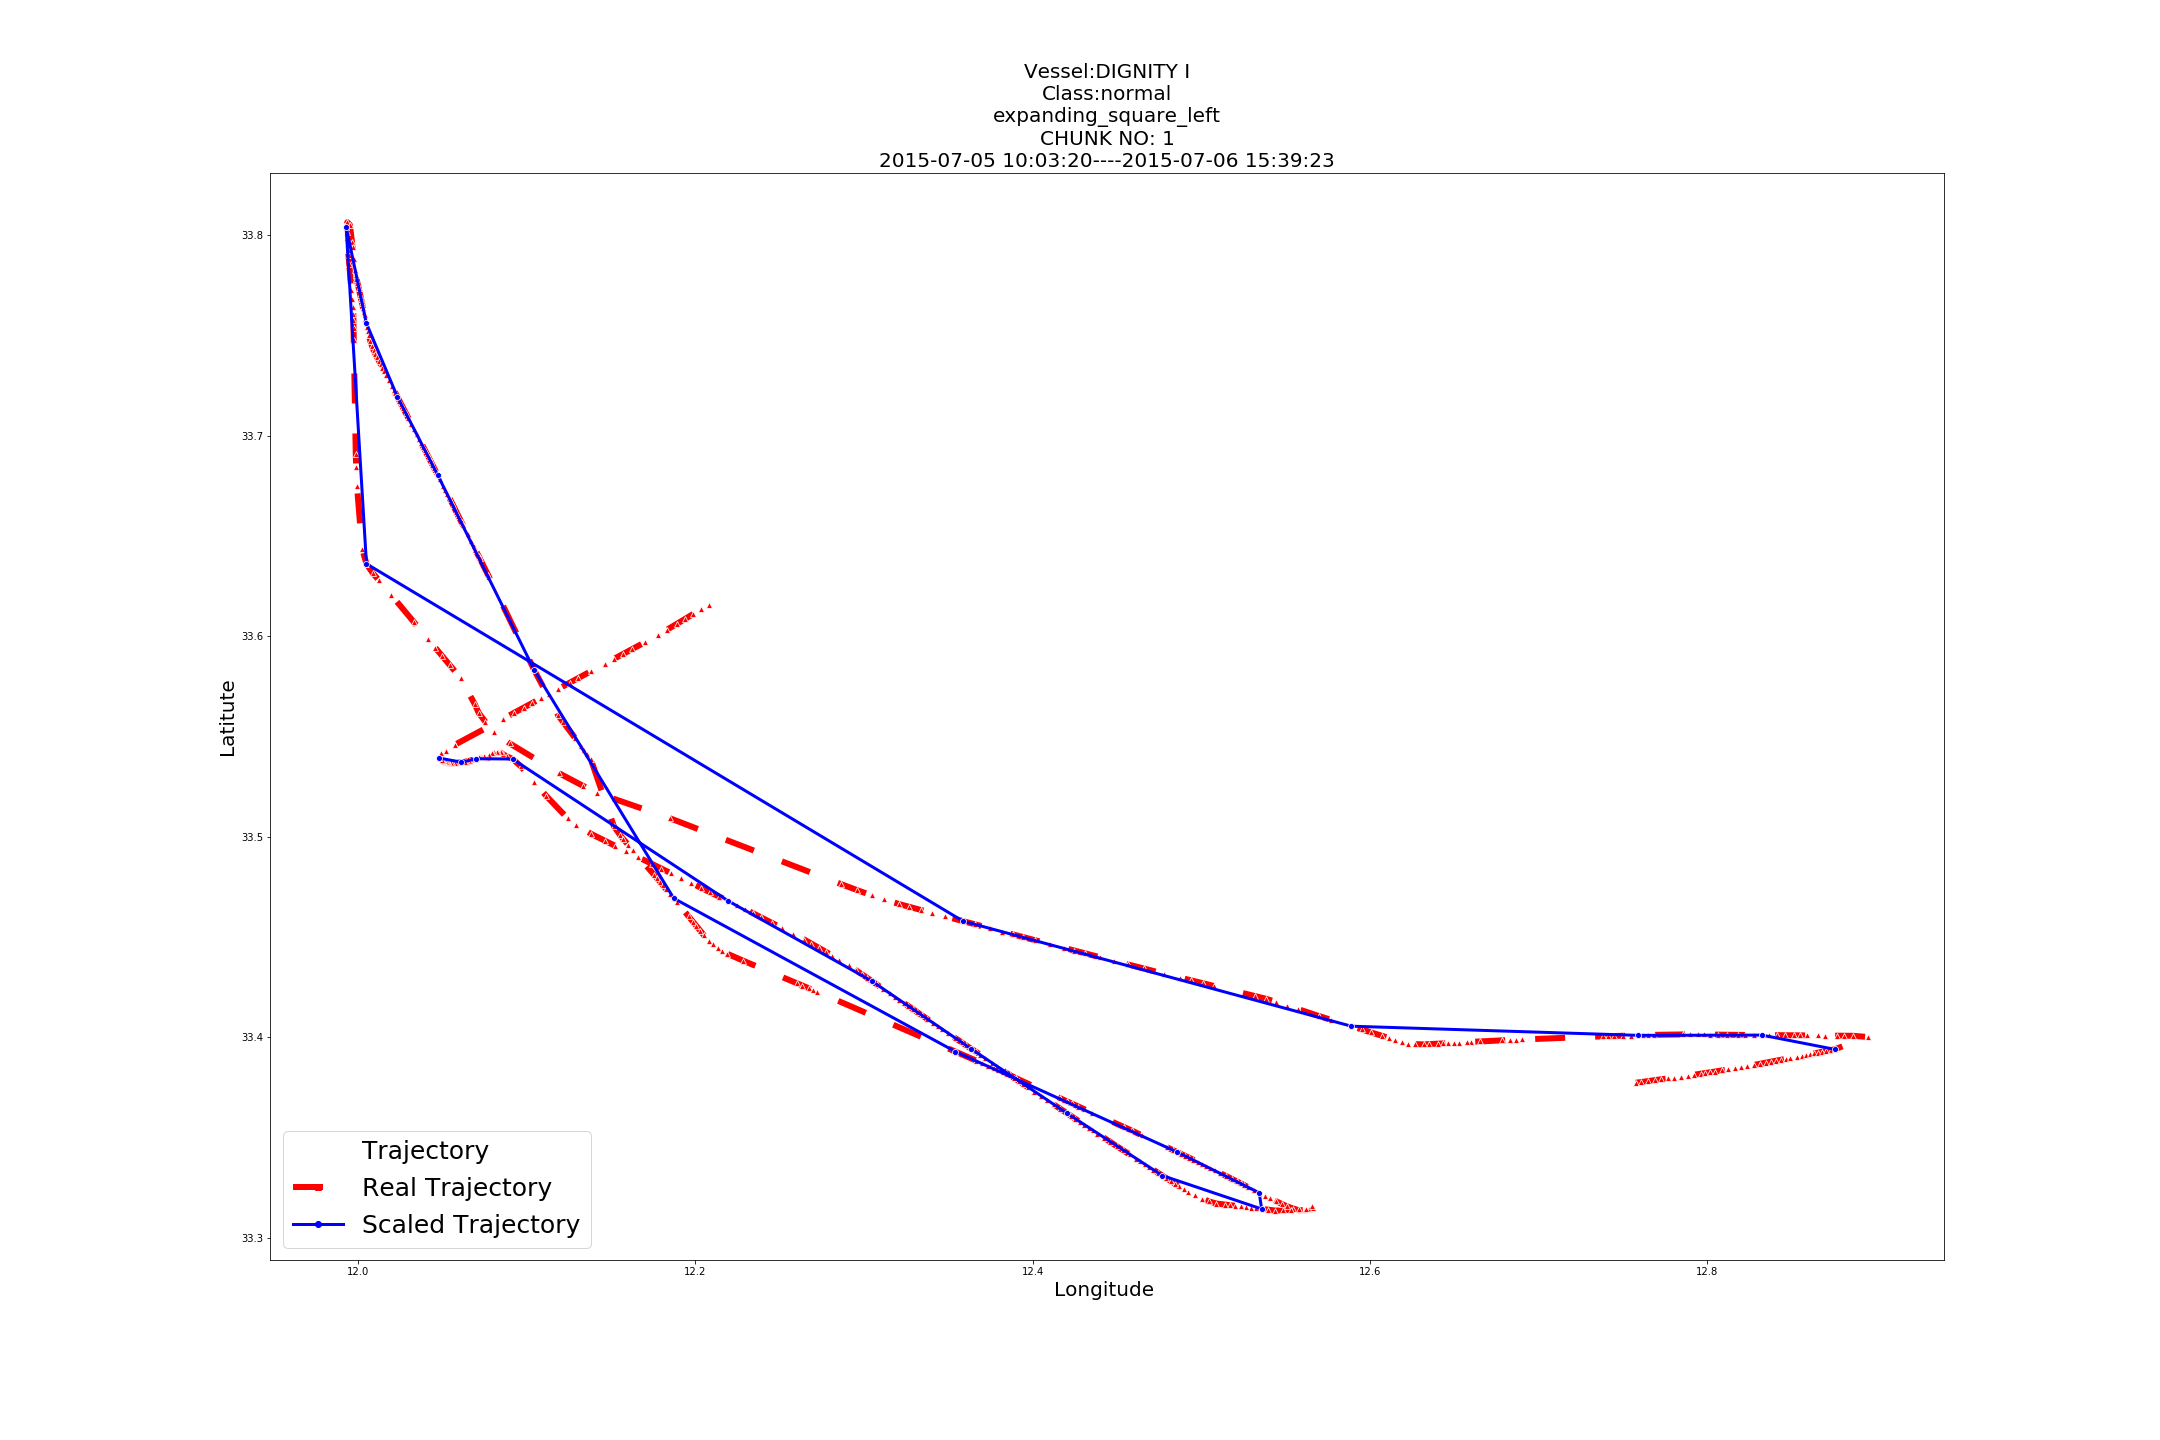 Vessel:DIGNITY I
Class:normal
expanding_square_left
CHUNK NO: 1
2015-07-05 10:03:20----2015-07-06 15:39:23
33.8
33.7
33.6
33.5
33.4
33.3
Latitute
Trajectory
Real Trajectory
Scaled Trajectory
12.0
12.2
12.4
12.6
12.8
Longitude